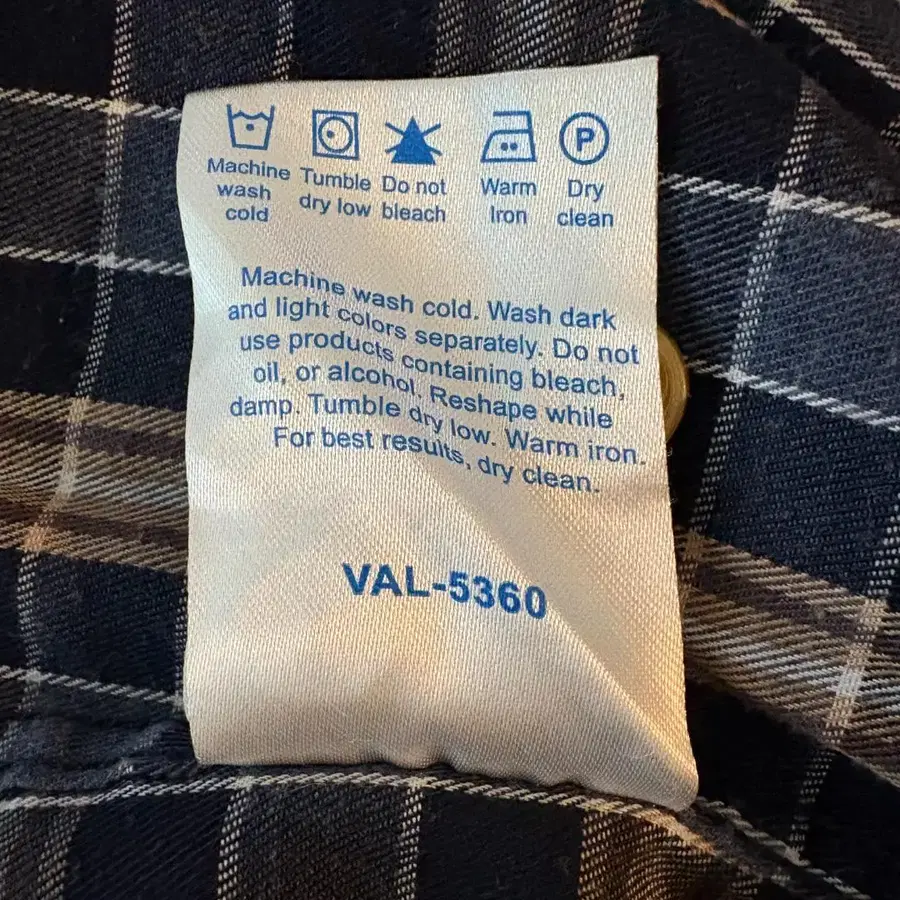 Machine wash cold
Tumble dry low
Do not bleach
Warm Iron
P
Dry clean
Machine wash cold. Wash dark
and light colors separately. Do not
use products containing bleach,
oil, or alcohol. Reshape while
damp. Tumble dry low. Warm iron.
For best results, dry clean.
VAL-5360